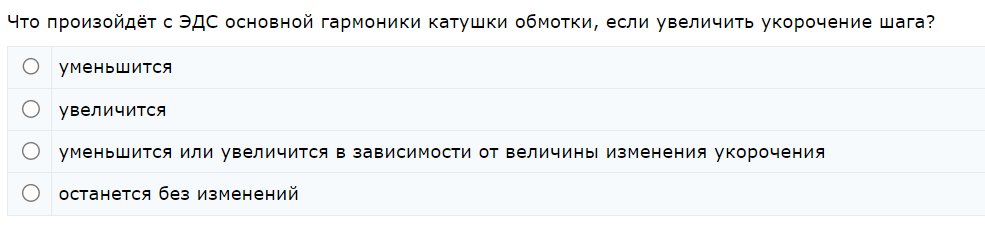 Что произойдёт с ЭДС основной гармоники катушки обмотки, если увеличить укорочение шага?
уменьшится
увеличится
уменьшится или увеличится в зависимости от величины изменения укорочения
останется без изменений